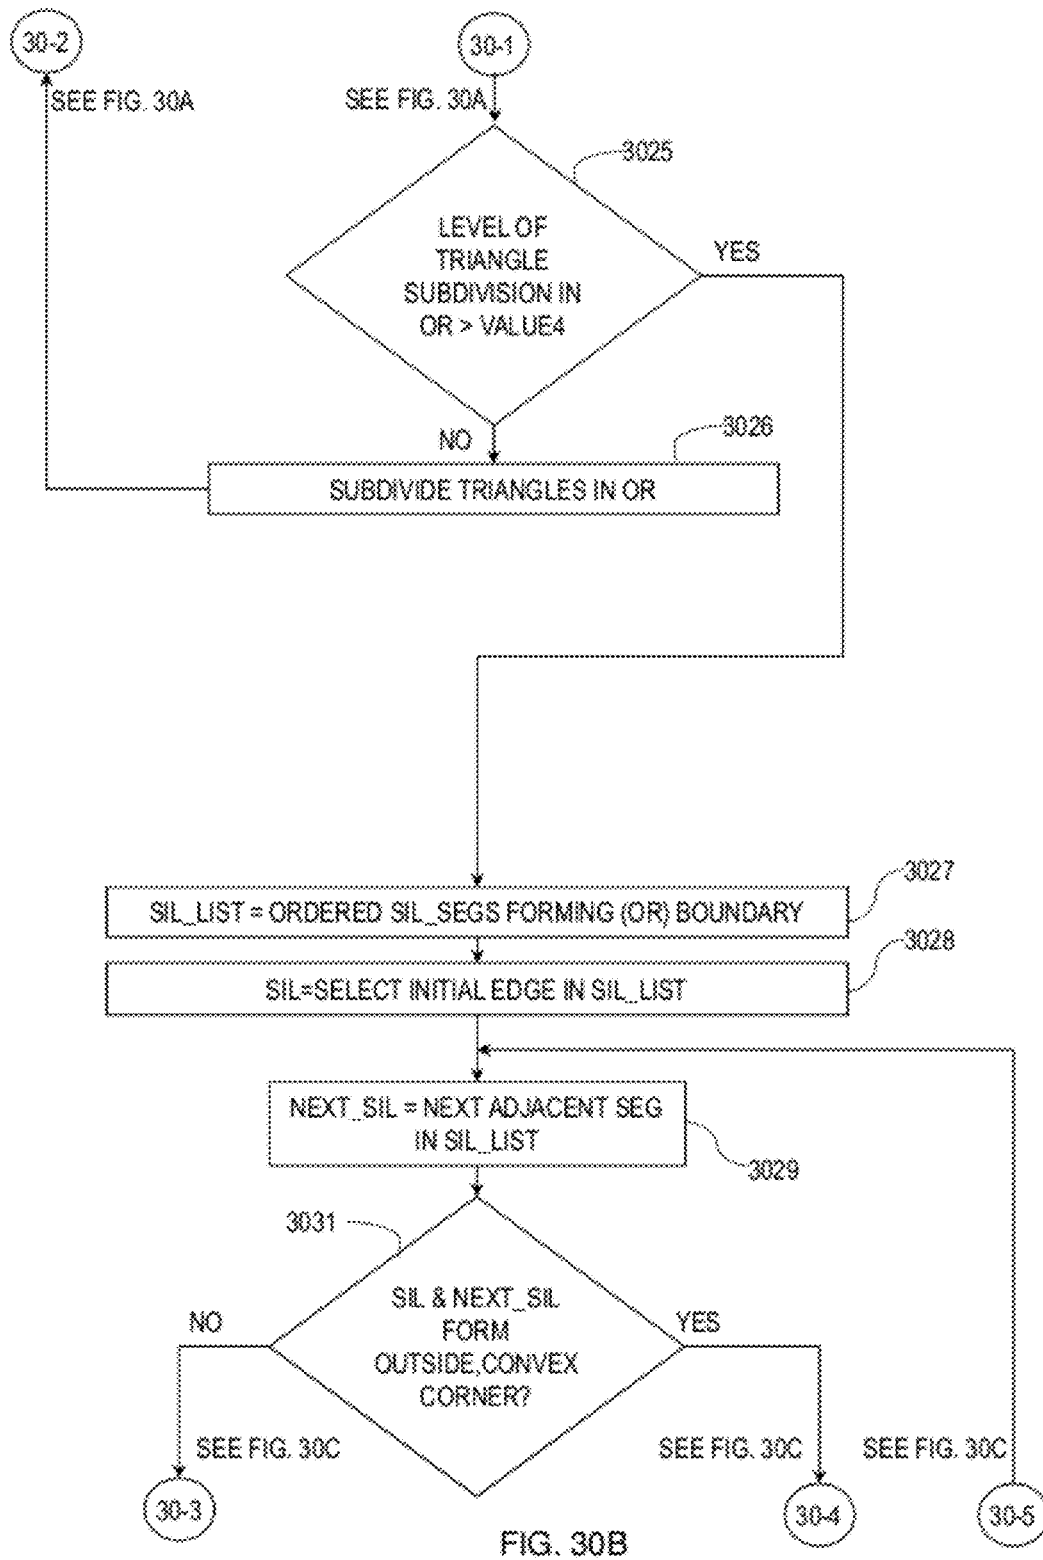 30-2
30-1
SEE FIG. 30A
SEE FIG. 30A
3025
LEVEL OF
TRIANGLE
SUBDIVISION IN
OR > VALUE4
YES
NO
3026
SUBDIVIDE TRIANGLES IN OR
3027
SIL_LIST = ORDERED SIL_SEGS FORMING (OR) BOUNDARY
3028
SIL=SELECT INITIAL EDGE IN SIL_LIST
NEXT_SIL = NEXT ADJACENT SEG
IN SIL_LIST
3029
3031
SIL & NEXT_SIL
FORM
OUTSIDE,CONVEX
CORNER?
NO
YES
SEE FIG. 30C
SEE FIG. 30C
SEE FIG. 30C
30-3
30-4
30-5
FIG. 30B